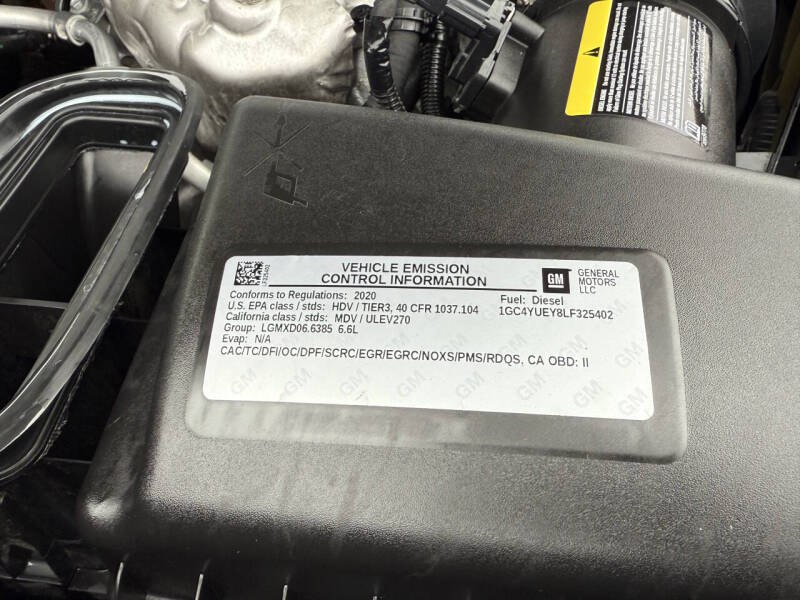 VEHICLE EMISSION
CONTROL INFORMATION
GM
GENERAL
MOTORS
LLC
LF325402
Conforms to Regulations: 2020
Fuel: Diesel
U.S. EPA class / stds: HDV / TIER3, 40 CFR 1037.104
1GC4YUEY8LF325402
California class / stds: MDV / ULEV270
Group: LGMXD06.6385 6.6L
Evap: N/A
CAC/TC/DFI/OC/DPF/SCRC/EGR/EGRC/NOXS/PMS/RDQS, CA OBD: II